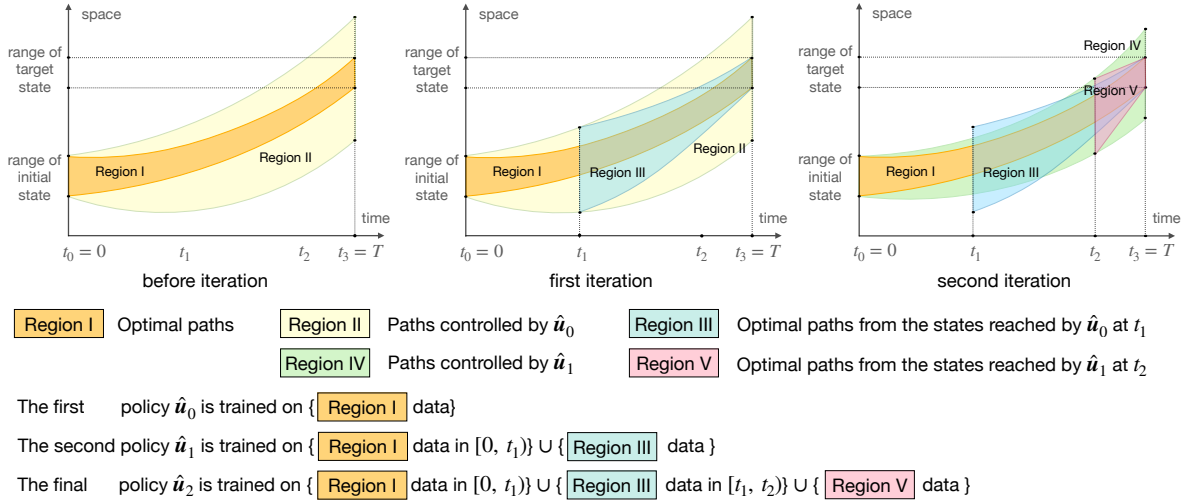 space
range of
target
state
range of
initial
state
Region I
Region II
time
t₀ = 0
t₁
t₂
t₃ = T
before iteration
space
range of
target
state
range of
initial
state
Region I
Region III
Region II
time
t₀ = 0
t₁
t₂
t₃ = T
first iteration
space
range of
target
state
range of
initial
state
Region IV
Region V
Region I
Region III
time
t₀ = 0
t₁
t₂
t₃ = T
second iteration
Region I Optimal paths Region II Paths controlled by û₀ Region III Optimal paths from the states reached by û₀ at t₁
Region IV Paths controlled by û₁ Region V Optimal paths from the states reached by û₁ at t₂
The first policy û₀ is trained on { Region I data}
The second policy û₁ is trained on { Region I data in [0, t₁)} ∪ { Region III data }
The final policy û₂ is trained on { Region I data in [0, t₁)} ∪ { Region III data in [t₁, t₂)} ∪ { Region V data }